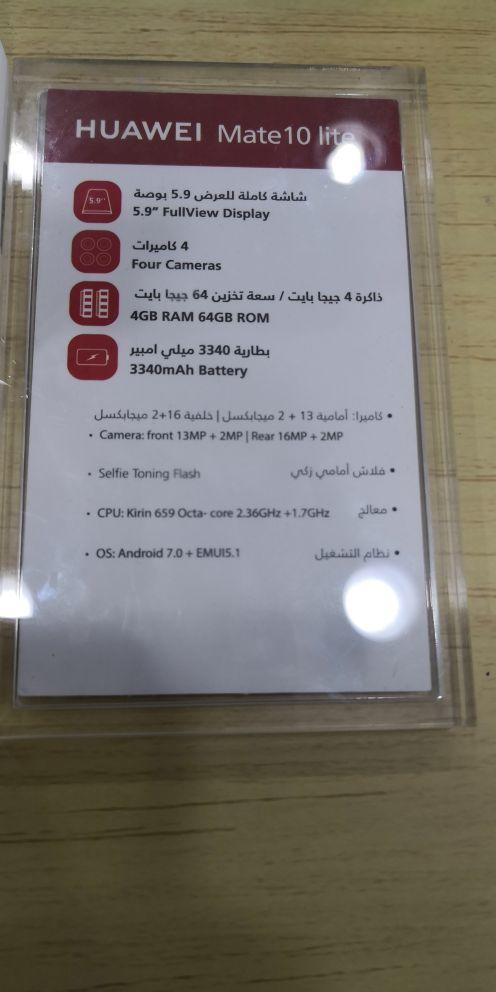 HUAWEI Mate10 lite
5.9"
شاشة كاملة للعرض 5.9 بوصة
5.9” FullView Display
4 كاميرات
Four Cameras
ذاكرة 4 جيجا بايت / سعة تخزين 64 جيجا بايت
4GB RAM 64GB ROM
بطارية 3340 ميلي امبير
3340mAh Battery
• كاميرا: أمامية 13 + 2 ميجابكسل | خلفية 16+2 ميجابكسل
• Camera: front 13MP + 2MP | Rear 16MP + 2MP
• Selfie Toning Flash • فلاش أمامي زكي
• CPU: Kirin 659 Octa- core 2.36GHz +1.7GHz • معالج
• OS: Android 7.0 + EMUI5.1 • نظام التشغيل